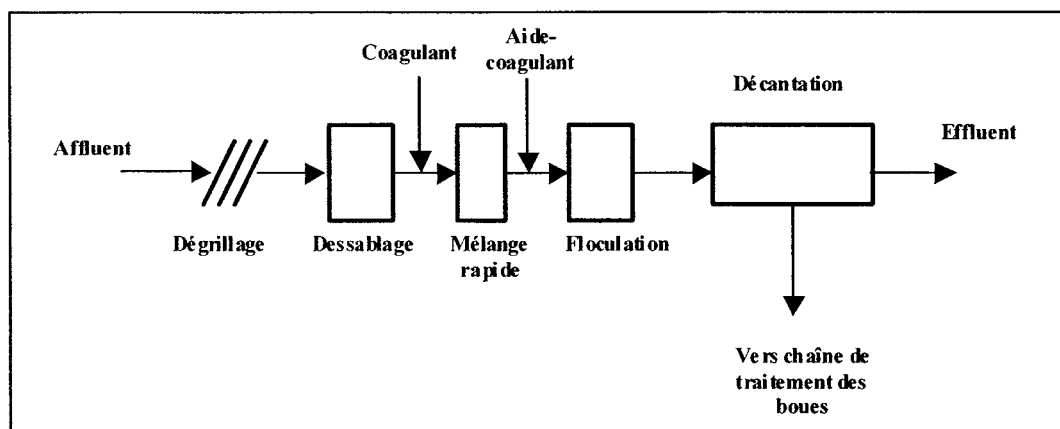 Coagulant
Aide-
coagulant
Décantation
Affluent
Effluent
Dégrillage
Dessablage
Mélange
rapide
Floculation
Vers chaîne de
traitement des
boues